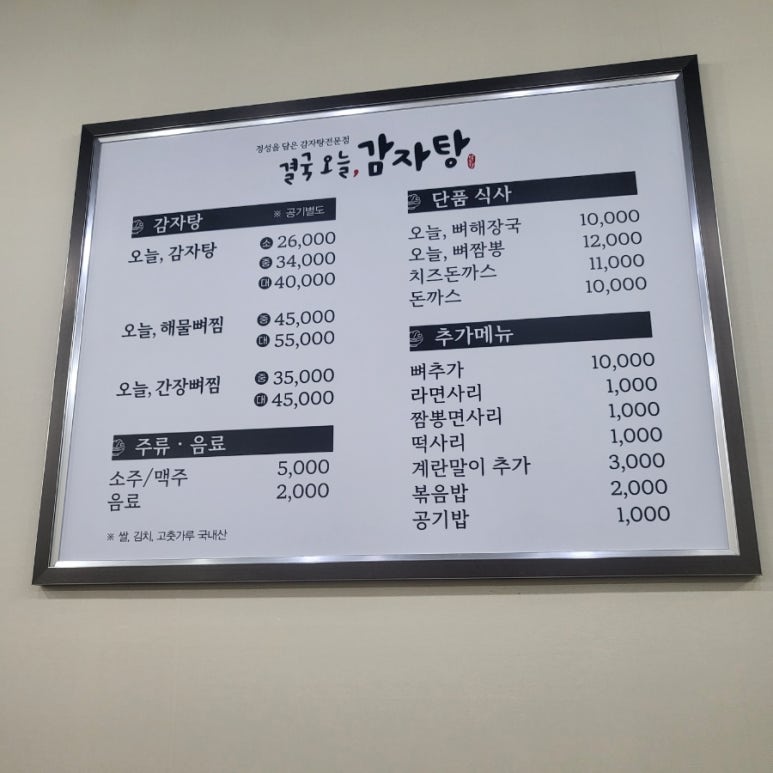 정성을 담은 감자탕전문점
결국 오늘, 감자탕
감자탕 ※ 공기별도
오늘, 감자탕 소 26,000
중 34,000
대 40,000
오늘, 해물뼈찜 중 45,000
대 55,000
오늘, 간장뼈찜 중 35,000
대 45,000
주류 · 음료
소주/맥주 5,000
음료 2,000
※ 쌀, 김치, 고춧가루 국내산
단품 식사
오늘, 뼈해장국 10,000
오늘, 뼈짬뽕 12,000
치즈돈까스 11,000
돈까스 10,000
추가메뉴
뼈추가 10,000
라면사리 1,000
짬뽕면사리 1,000
떡사리 1,000
계란말이 추가 3,000
볶음밥 2,000
공기밥 1,000